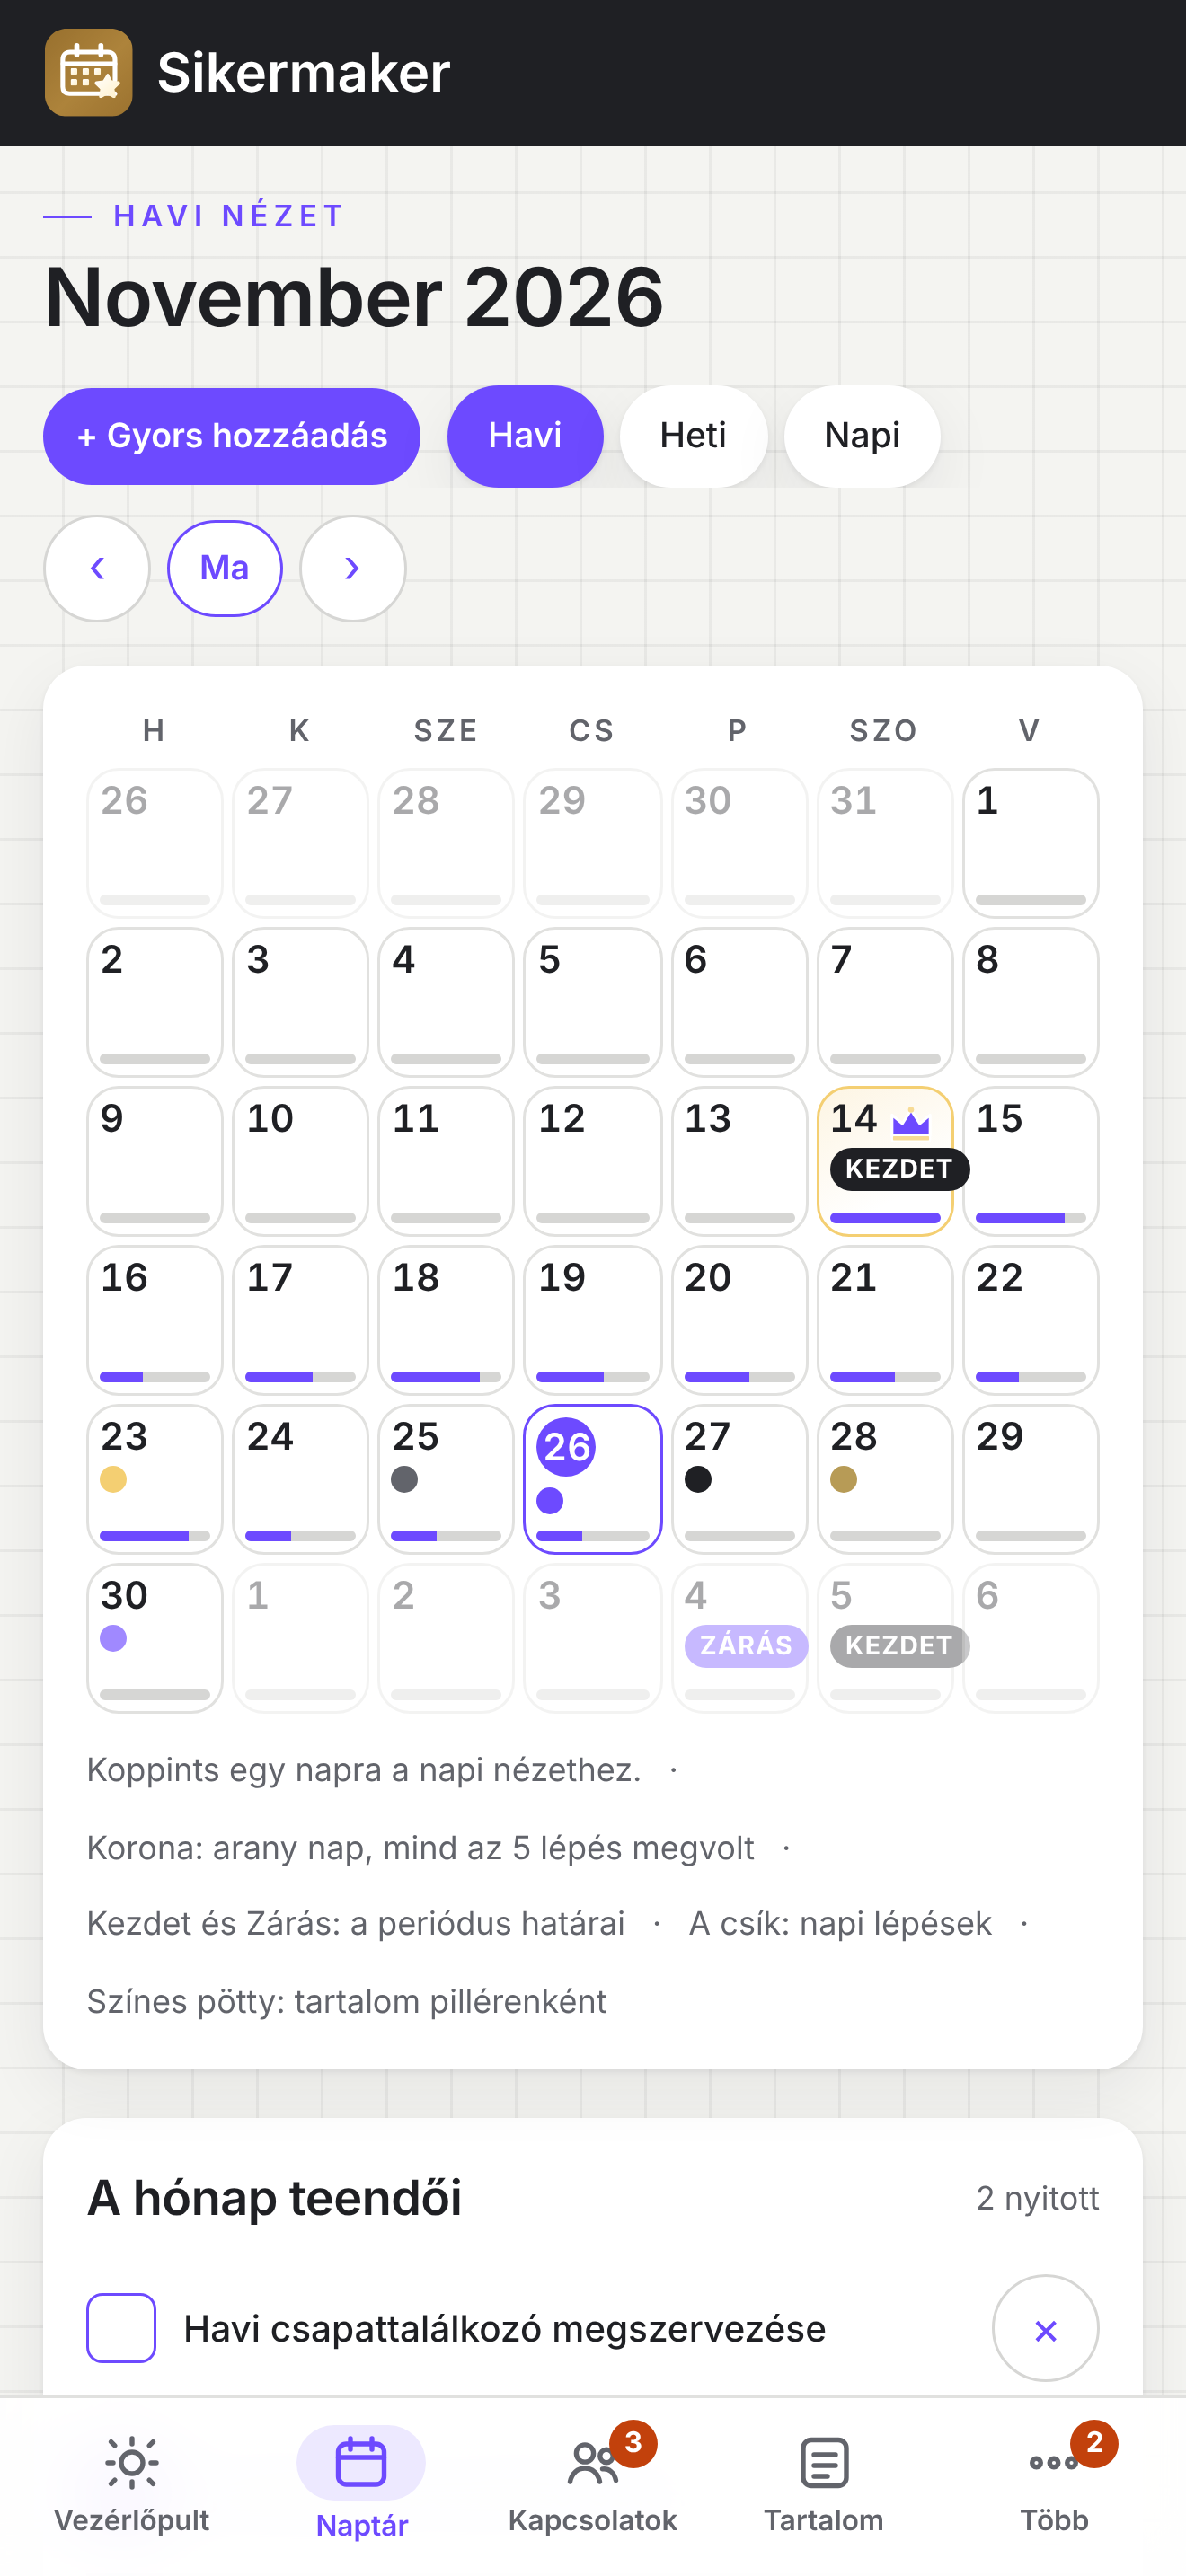 Sikermaker
HAVI NÉZET
November 2026
+ Gyors hozzáadás Havi Heti Napi
‹ Ma ›
H K SZE CS P SZO V
26 27 28 29 30 31 1
2 3 4 5 6 7 8
9 10 11 12 13 14 15
KEZDET
16 17 18 19 20 21 22
23 24 25 26 27 28 29
30 1 2 3 4 5 6
ZÁRÁS KEZDET
Koppints egy napra a napi nézethez. ·
Korona: arany nap, mind az 5 lépés megvolt ·
Kezdet és Zárás: a periódus határai · A csík: napi lépések ·
Színes pötty: tartalom pillérenként
A hónap teendői 2 nyitott
Havi csapattalálkozó megszervezése ×
3 2
Vezérlőpult Naptár Kapcsolatok Tartalom Több